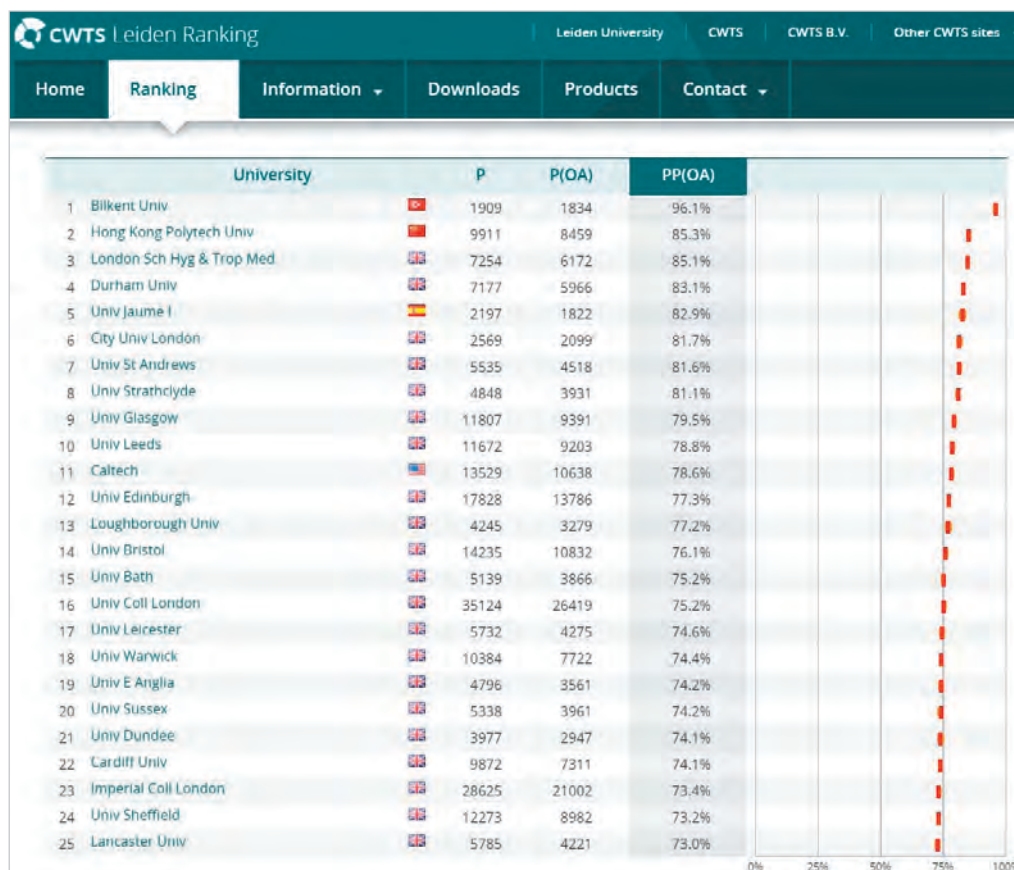 CWTS Leiden Ranking Leiden University CWTS CWTS B.V. Other CWTS sites
Home Ranking Information Downloads Products Contact
University P P(OA) PP(OA)
1 Bilkent Univ 1909 1834 96.1%
2 Hong Kong Polytech Univ 9911 8459 85.3%
3 London Sch Hyg & Trop Med 7254 6172 85.1%
4 Durham Univ 7177 5966 83.1%
5 Univ Jaume I 2197 1822 82.9%
6 City Univ London 2569 2099 81.7%
7 Univ St Andrews 5535 4518 81.6%
8 Univ Strathclyde 4848 3931 81.1%
9 Univ Glasgow 11807 9391 79.5%
10 Univ Leeds 11672 9203 78.8%
11 Caltech 13529 10638 78.6%
12 Univ Edinburgh 17828 13786 77.3%
13 Loughborough Univ 4245 3279 77.2%
14 Univ Bristol 14235 10832 76.1%
15 Univ Bath 5139 3866 75.2%
16 Univ Coll London 35124 26419 75.2%
17 Univ Leicester 5732 4275 74.6%
18 Univ Warwick 10384 7722 74.4%
19 Univ E Anglia 4796 3561 74.2%
20 Univ Sussex 5338 3961 74.2%
21 Univ Dundee 3977 2947 74.1%
22 Cardiff Univ 9872 7311 74.1%
23 Imperial Coll London 28625 21002 73.4%
24 Univ Sheffield 12273 8982 73.2%
25 Lancaster Univ 5785 4221 73.0%
0% 25% 50% 75% 100%